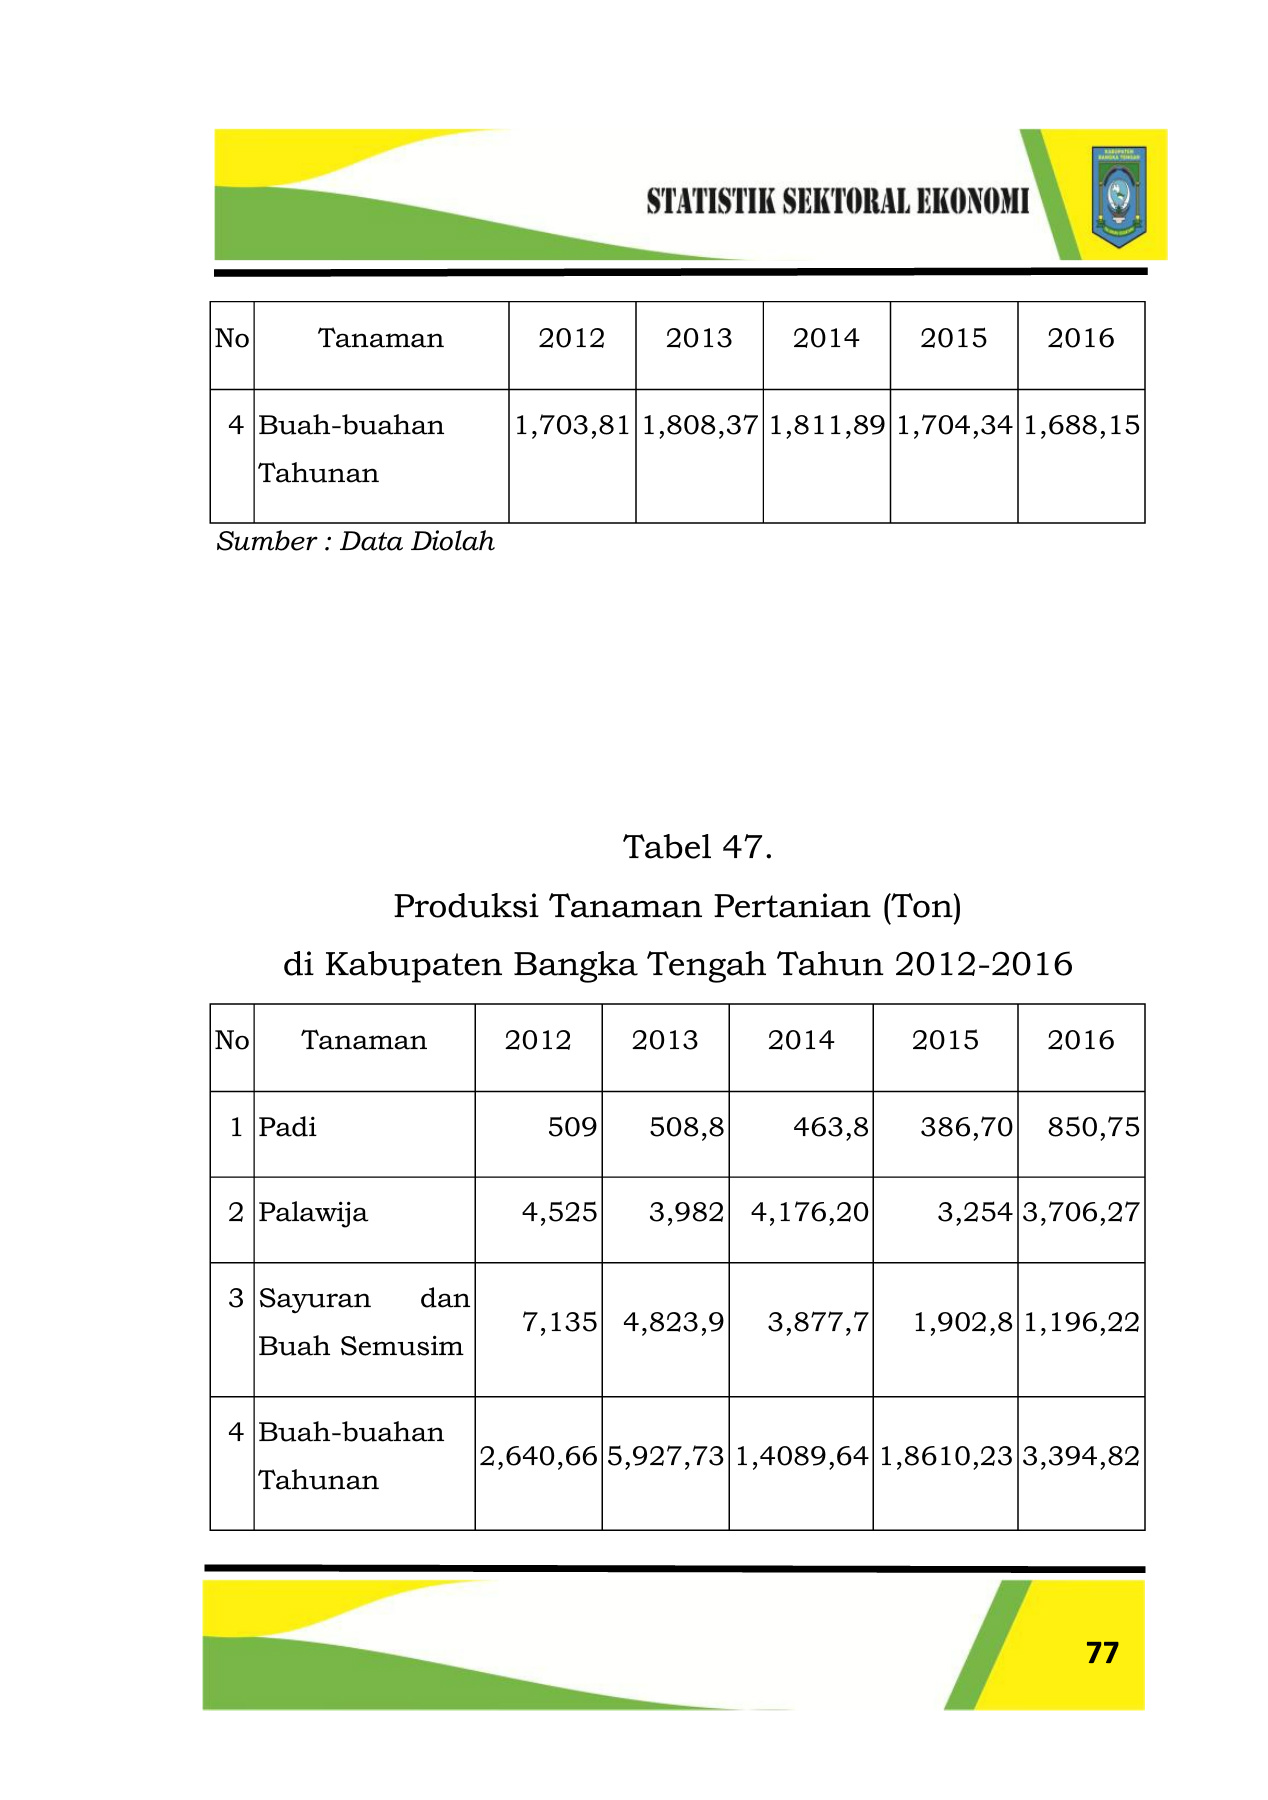 KABUPATEN
BANGKA TENGAH
STATISTIK SEKTORAL EKONOMI
No Tanaman 2012 2013 2014 2015 2016
4 Buah-buahan 1,703,81 1,808,37 1,811,89 1,704,34 1,688,15
Tahunan
Sumber : Data Diolah
Tabel 47.
Produksi Tanaman Pertanian (Ton)
di Kabupaten Bangka Tengah Tahun 2012-2016
No Tanaman 2012 2013 2014 2015 2016
1 Padi 509 508,8 463,8 386,70 850,75
2 Palawija 4,525 3,982 4,176,20 3,254 3,706,27
3 Sayuran dan
Buah Semusim 7,135 4,823,9 3,877,7 1,902,8 1,196,22
4 Buah-buahan
Tahunan 2,640,66 5,927,73 1,4089,64 1,8610,23 3,394,82
77